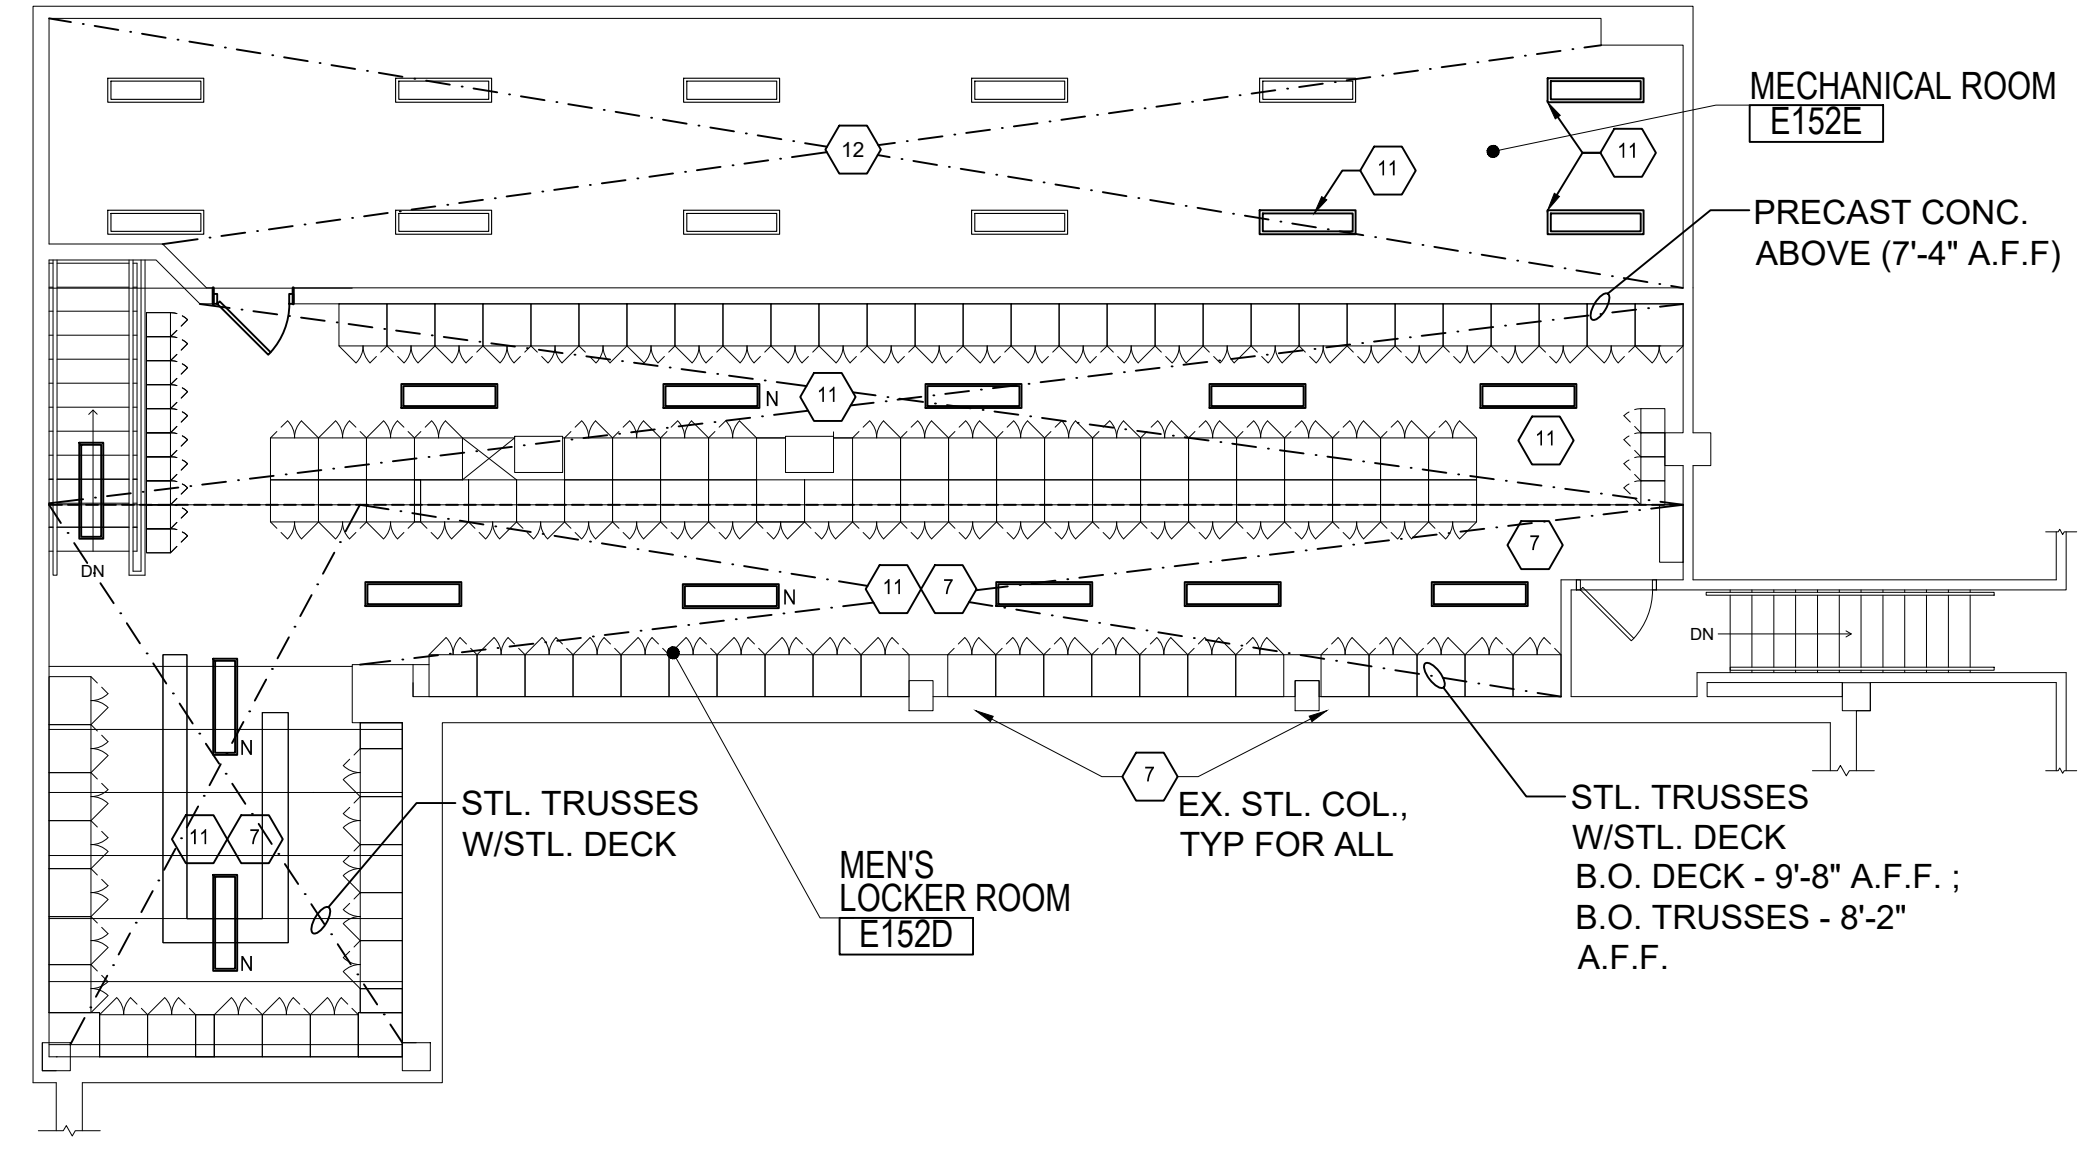 MECHANICAL ROOM
E152E
12
11
11
PRECAST CONC.
ABOVE (7'-4" A.F.F)
N
11
11
7
DN
11
7
N
DN
N
11
7
N
STL. TRUSSES
W/STL. DECK
MEN'S
LOCKER ROOM
E152D
7
EX. STL. COL.,
TYP FOR ALL
STL. TRUSSES
W/STL. DECK
B.O. DECK - 9'-8" A.F.F. ;
B.O. TRUSSES - 8'-2"
A.F.F.